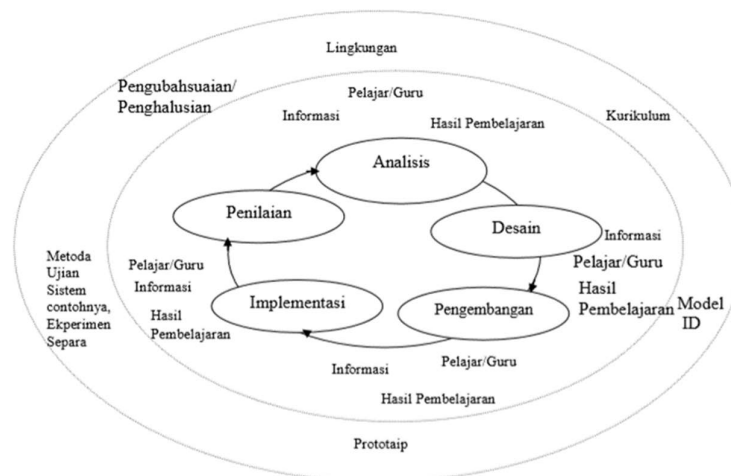 Lingkungan
Pengubahsuaian/
Penghalusian
Pelajar/Guru
Informasi
Kurikulum
Hasil Pembelajaran
Analisis
Penilaian
Desain
Informasi
Pelajar/Guru
Hasil
Pembelajaran
Model
ID
Metoda
Ujian
Sistem
contohnya,
Ekperimen
Separa
Pelajar/Guru
Informasi
Hasil
Pembelajaran
Implementasi
Pengembangan
Informasi
Pelajar/Guru
Hasil Pembelajaran
Prototaip